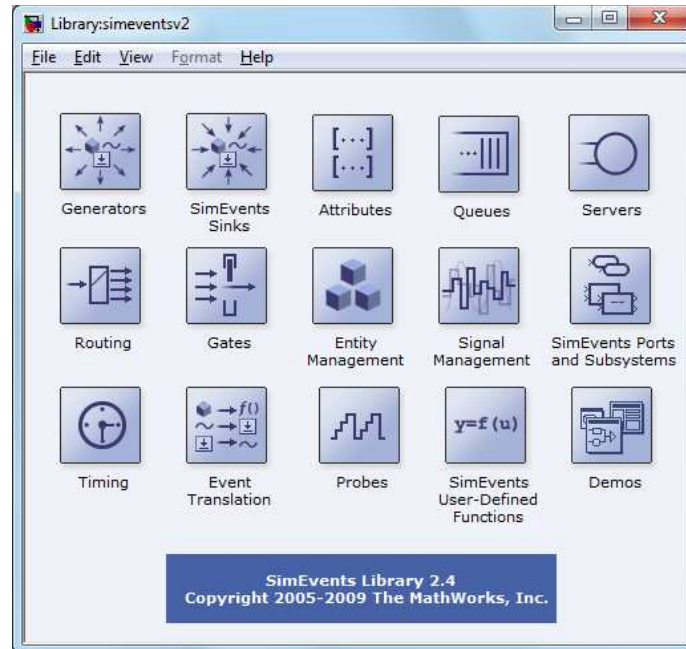 Library:simeventsv2
File Edit View Format Help
[...]
[...]
...
Generators
SimEvents
Sinks
Attributes
Queues
Servers
Routing
Gates
Entity
Management
Signal
Management
SimEvents Ports
and Subsystems
f()
y=f(u)
Timing
Event
Translation
Probes
SimEvents
User-Defined
Functions
Demos
SimEvents Library 2.4
Copyright 2005-2009 The MathWorks, Inc.